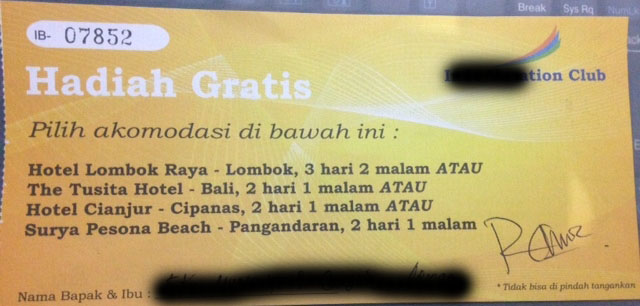 Break Sys Rq
IB- 07852
Hadiah Gratis
Club
Pilih akomodasi di bawah ini :
Hotel Lombok Raya - Lombok, 3 hari 2 malam ATAU
The Tusita Hotel - Bali, 2 hari 1 malam ATAU
Hotel Cianjur - Cipanas, 2 hari 1 malam ATAU
Surya Pesona Beach - Pangandaran, 2 hari 1 malam
Nama Bapak & Ibu :
* Tidak bisa di pindah tangankan